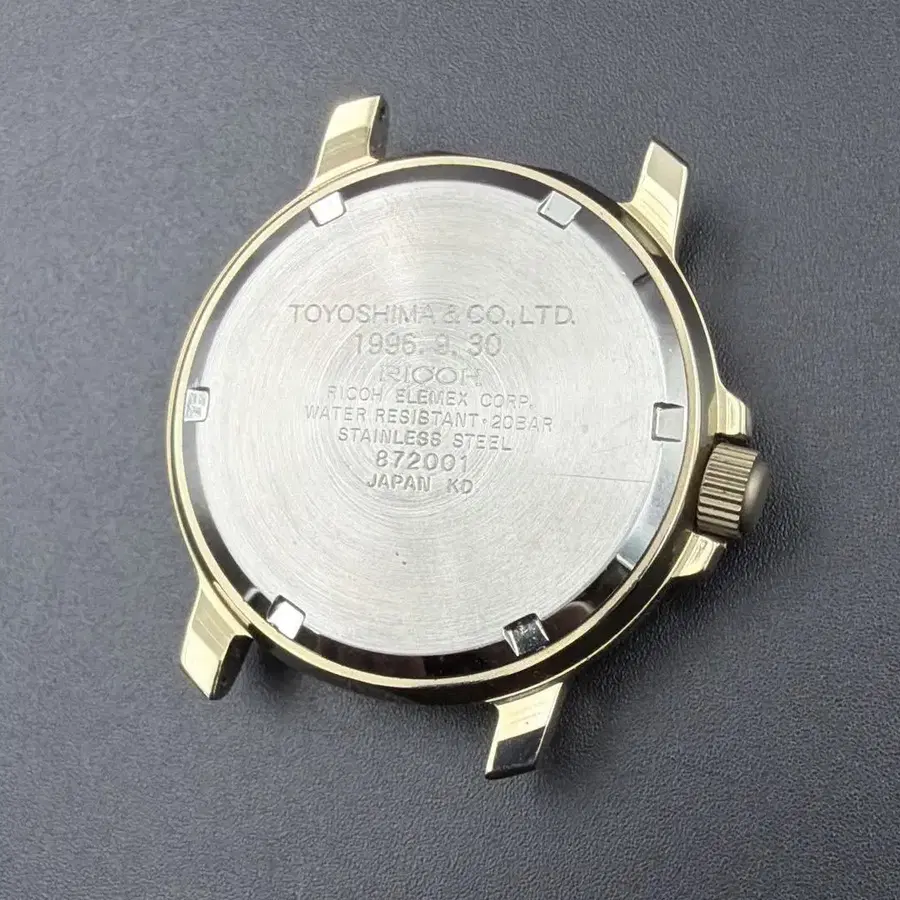 TOYOSHIMA & CO.,LTD.
1996. 9. 30
RICOH
RICOH ELEMEX CORP.
WATER RESISTANT•20BAR
STAINLESS STEEL
872001
JAPAN KD